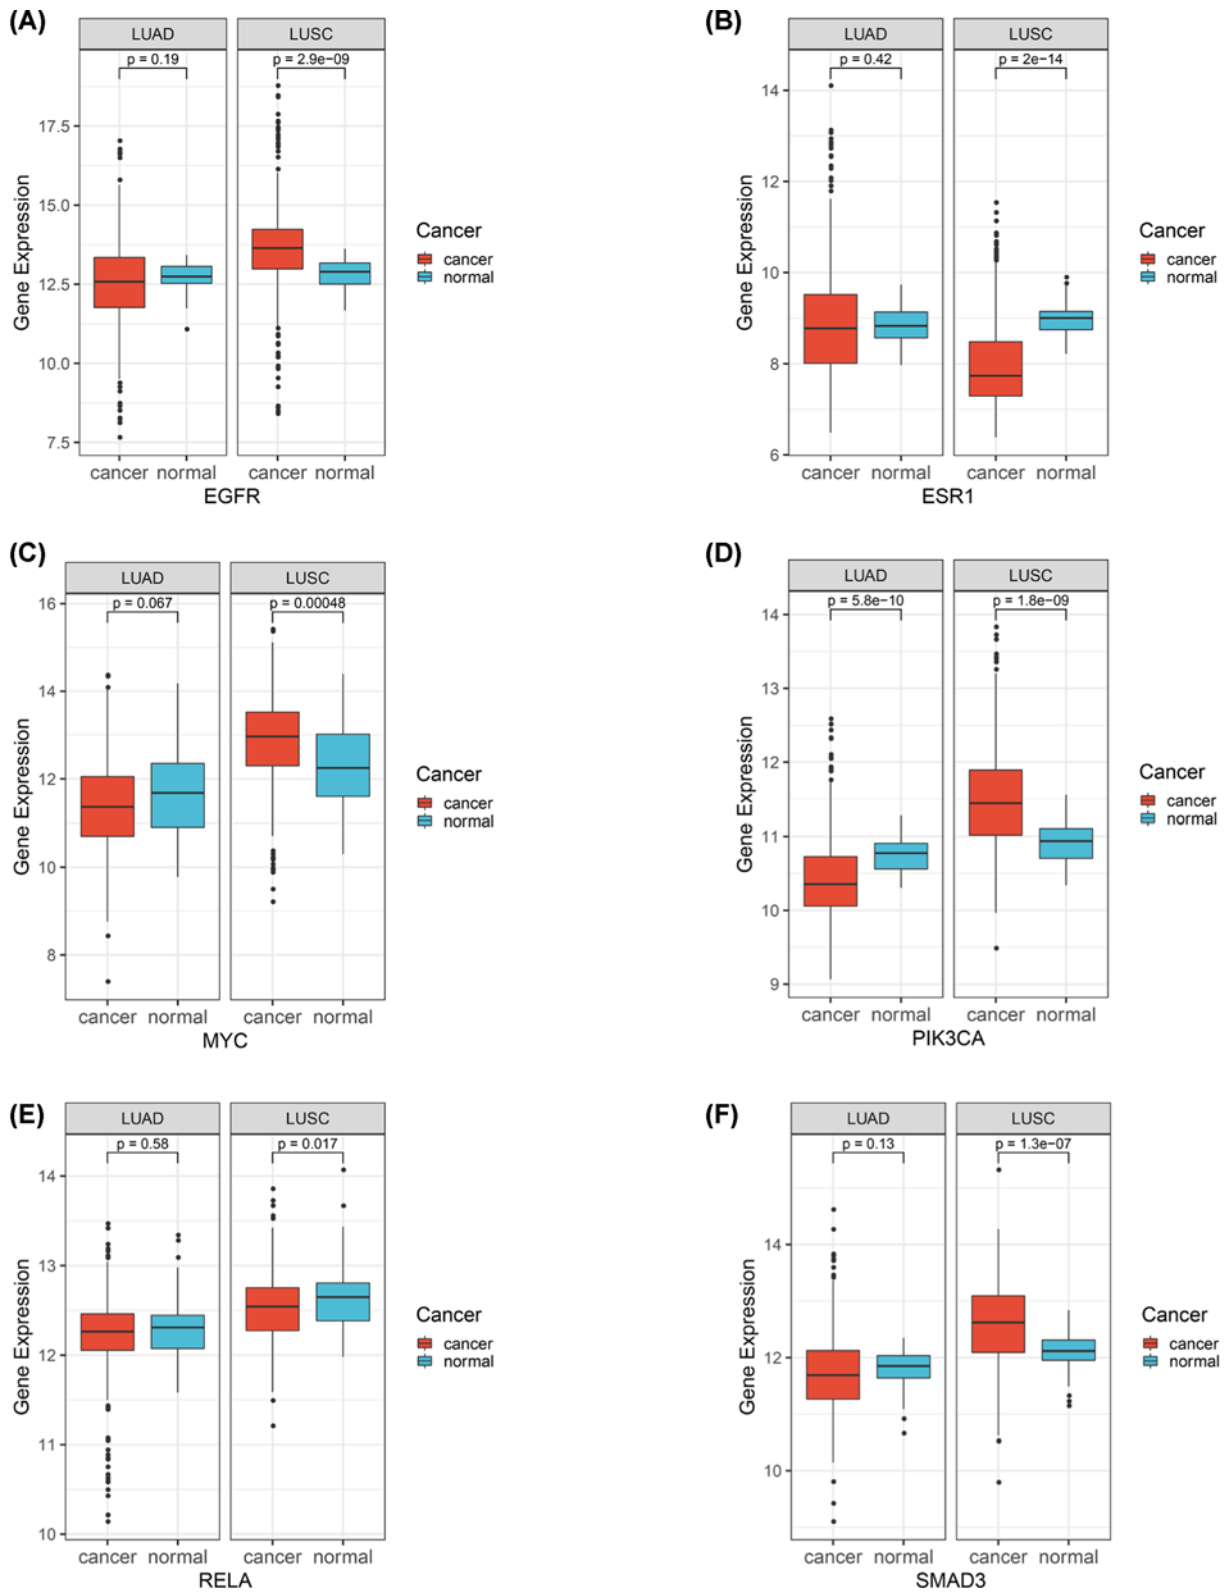 (A)
LUAD
LUSC
p = 0.19
p = 2.9e−09
Gene Expression
17.5
15.0
12.5
10.0
7.5
cancer normal
cancer normal
EGFR
Cancer
cancer
normal
(B)
LUAD
LUSC
p = 0.42
p = 2e−14
Gene Expression
14
12
10
8
6
cancer normal
cancer normal
ESR1
Cancer
cancer
normal
(C)
LUAD
LUSC
p = 0.067
p = 0.00048
Gene Expression
16
14
12
10
8
cancer normal
cancer normal
MYC
Cancer
cancer
normal
(D)
LUAD
LUSC
p = 5.8e−10
p = 1.8e−09
Gene Expression
14
13
12
11
10
9
cancer normal
cancer normal
PIK3CA
Cancer
cancer
normal
(E)
LUAD
LUSC
p = 0.58
p = 0.017
Gene Expression
14
13
12
11
10
cancer normal
cancer normal
RELA
Cancer
cancer
normal
(F)
LUAD
LUSC
p = 0.13
p = 1.3e−07
Gene Expression
14
12
10
cancer normal
cancer normal
SMAD3
Cancer
cancer
normal